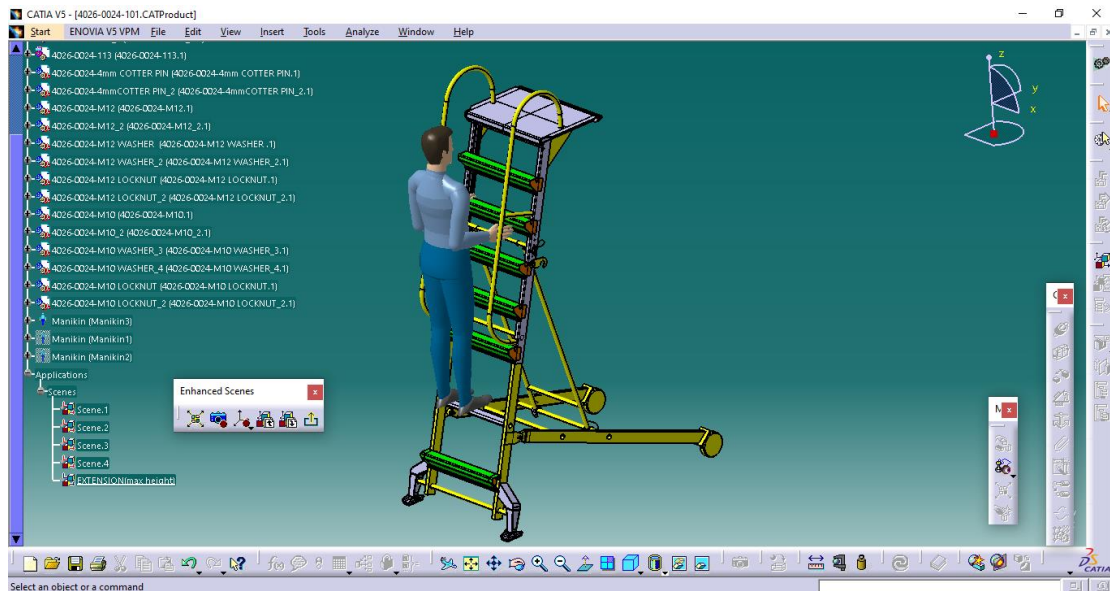 CATIA V5 - [4026-0024-101.CATProduct]
Start ENOVIA V5 VPM File Edit View Insert Tools Analyze Window Help
4026-0024-113 (4026-0024-113.1)
4026-0024-4mm COTTER PIN (4026-0024-4mm COTTER PIN.1)
4026-0024-4mmCOTTER PIN_2 (4026-0024-4mmCOTTER PIN_2.1)
4026-0024-M12 (4026-0024-M12.1)
4026-0024-M12_2 (4026-0024-M12_2.1)
4026-0024-M12 WASHER (4026-0024-M12 WASHER .1)
4026-0024-M12 WASHER_2 (4026-0024-M12 WASHER_2.1)
4026-0024-M12 LOCKNUT (4026-0024-M12 LOCKNUT.1)
4026-0024-M12 LOCKNUT_2 (4026-0024-M12 LOCKNUT_2.1)
4026-0024-M10 (4026-0024-M10.1)
4026-0024-M10_2 (4026-0024-M10_2.1)
4026-0024-M10 WASHER_3 (4026-0024-M10 WASHER_3.1)
4026-0024-M10 WASHER_4 (4026-0024-M10 WASHER_4.1)
4026-0024-M10 LOCKNUT (4026-0024-M10 LOCKNUT.1)
4026-0024-M10 LOCKNUT_2 (4026-0024-M10 LOCKNUT_2.1)
Manikin (Manikin3)
Manikin (Manikin1)
Manikin (Manikin2)
Applications
Scenes
Scene.1
Scene.2
Scene.3
Scene.4
EXTENSION(max height)
Enhanced Scenes
z
y
x
M
CATIA
Select an object or a command